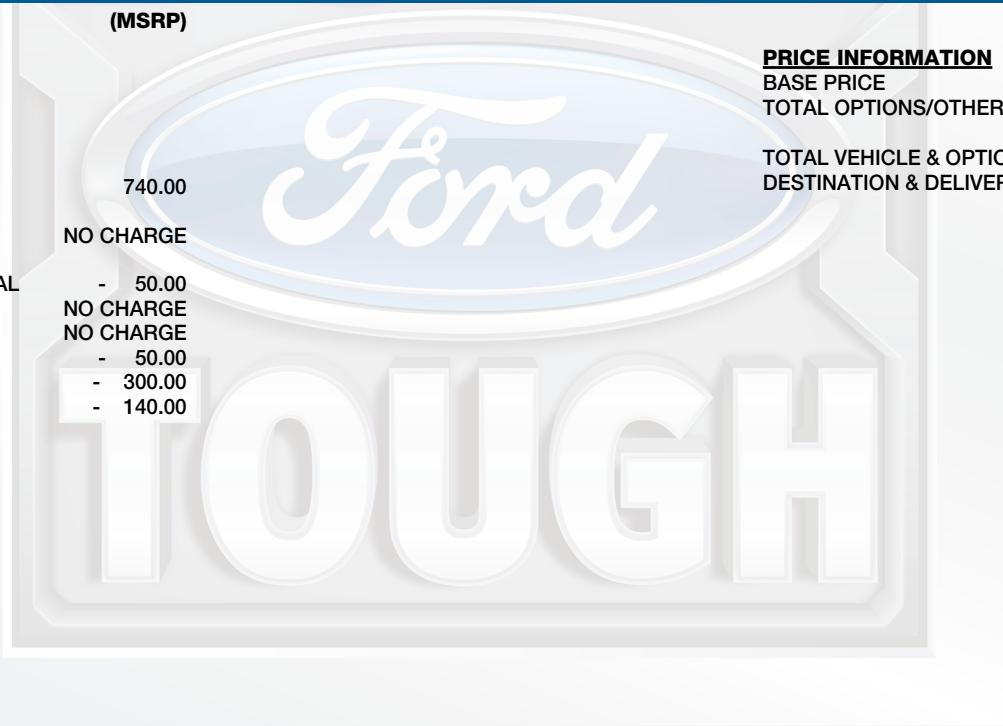 (MSRP)
740.00
NO CHARGE
AL - 50.00
NO CHARGE
NO CHARGE
- 50.00
- 300.00
- 140.00
PRICE INFORMATION
BASE PRICE
TOTAL OPTIONS/OTHER
TOTAL VEHICLE & OPTIO
DESTINATION & DELIVER
Ford
TOUGH